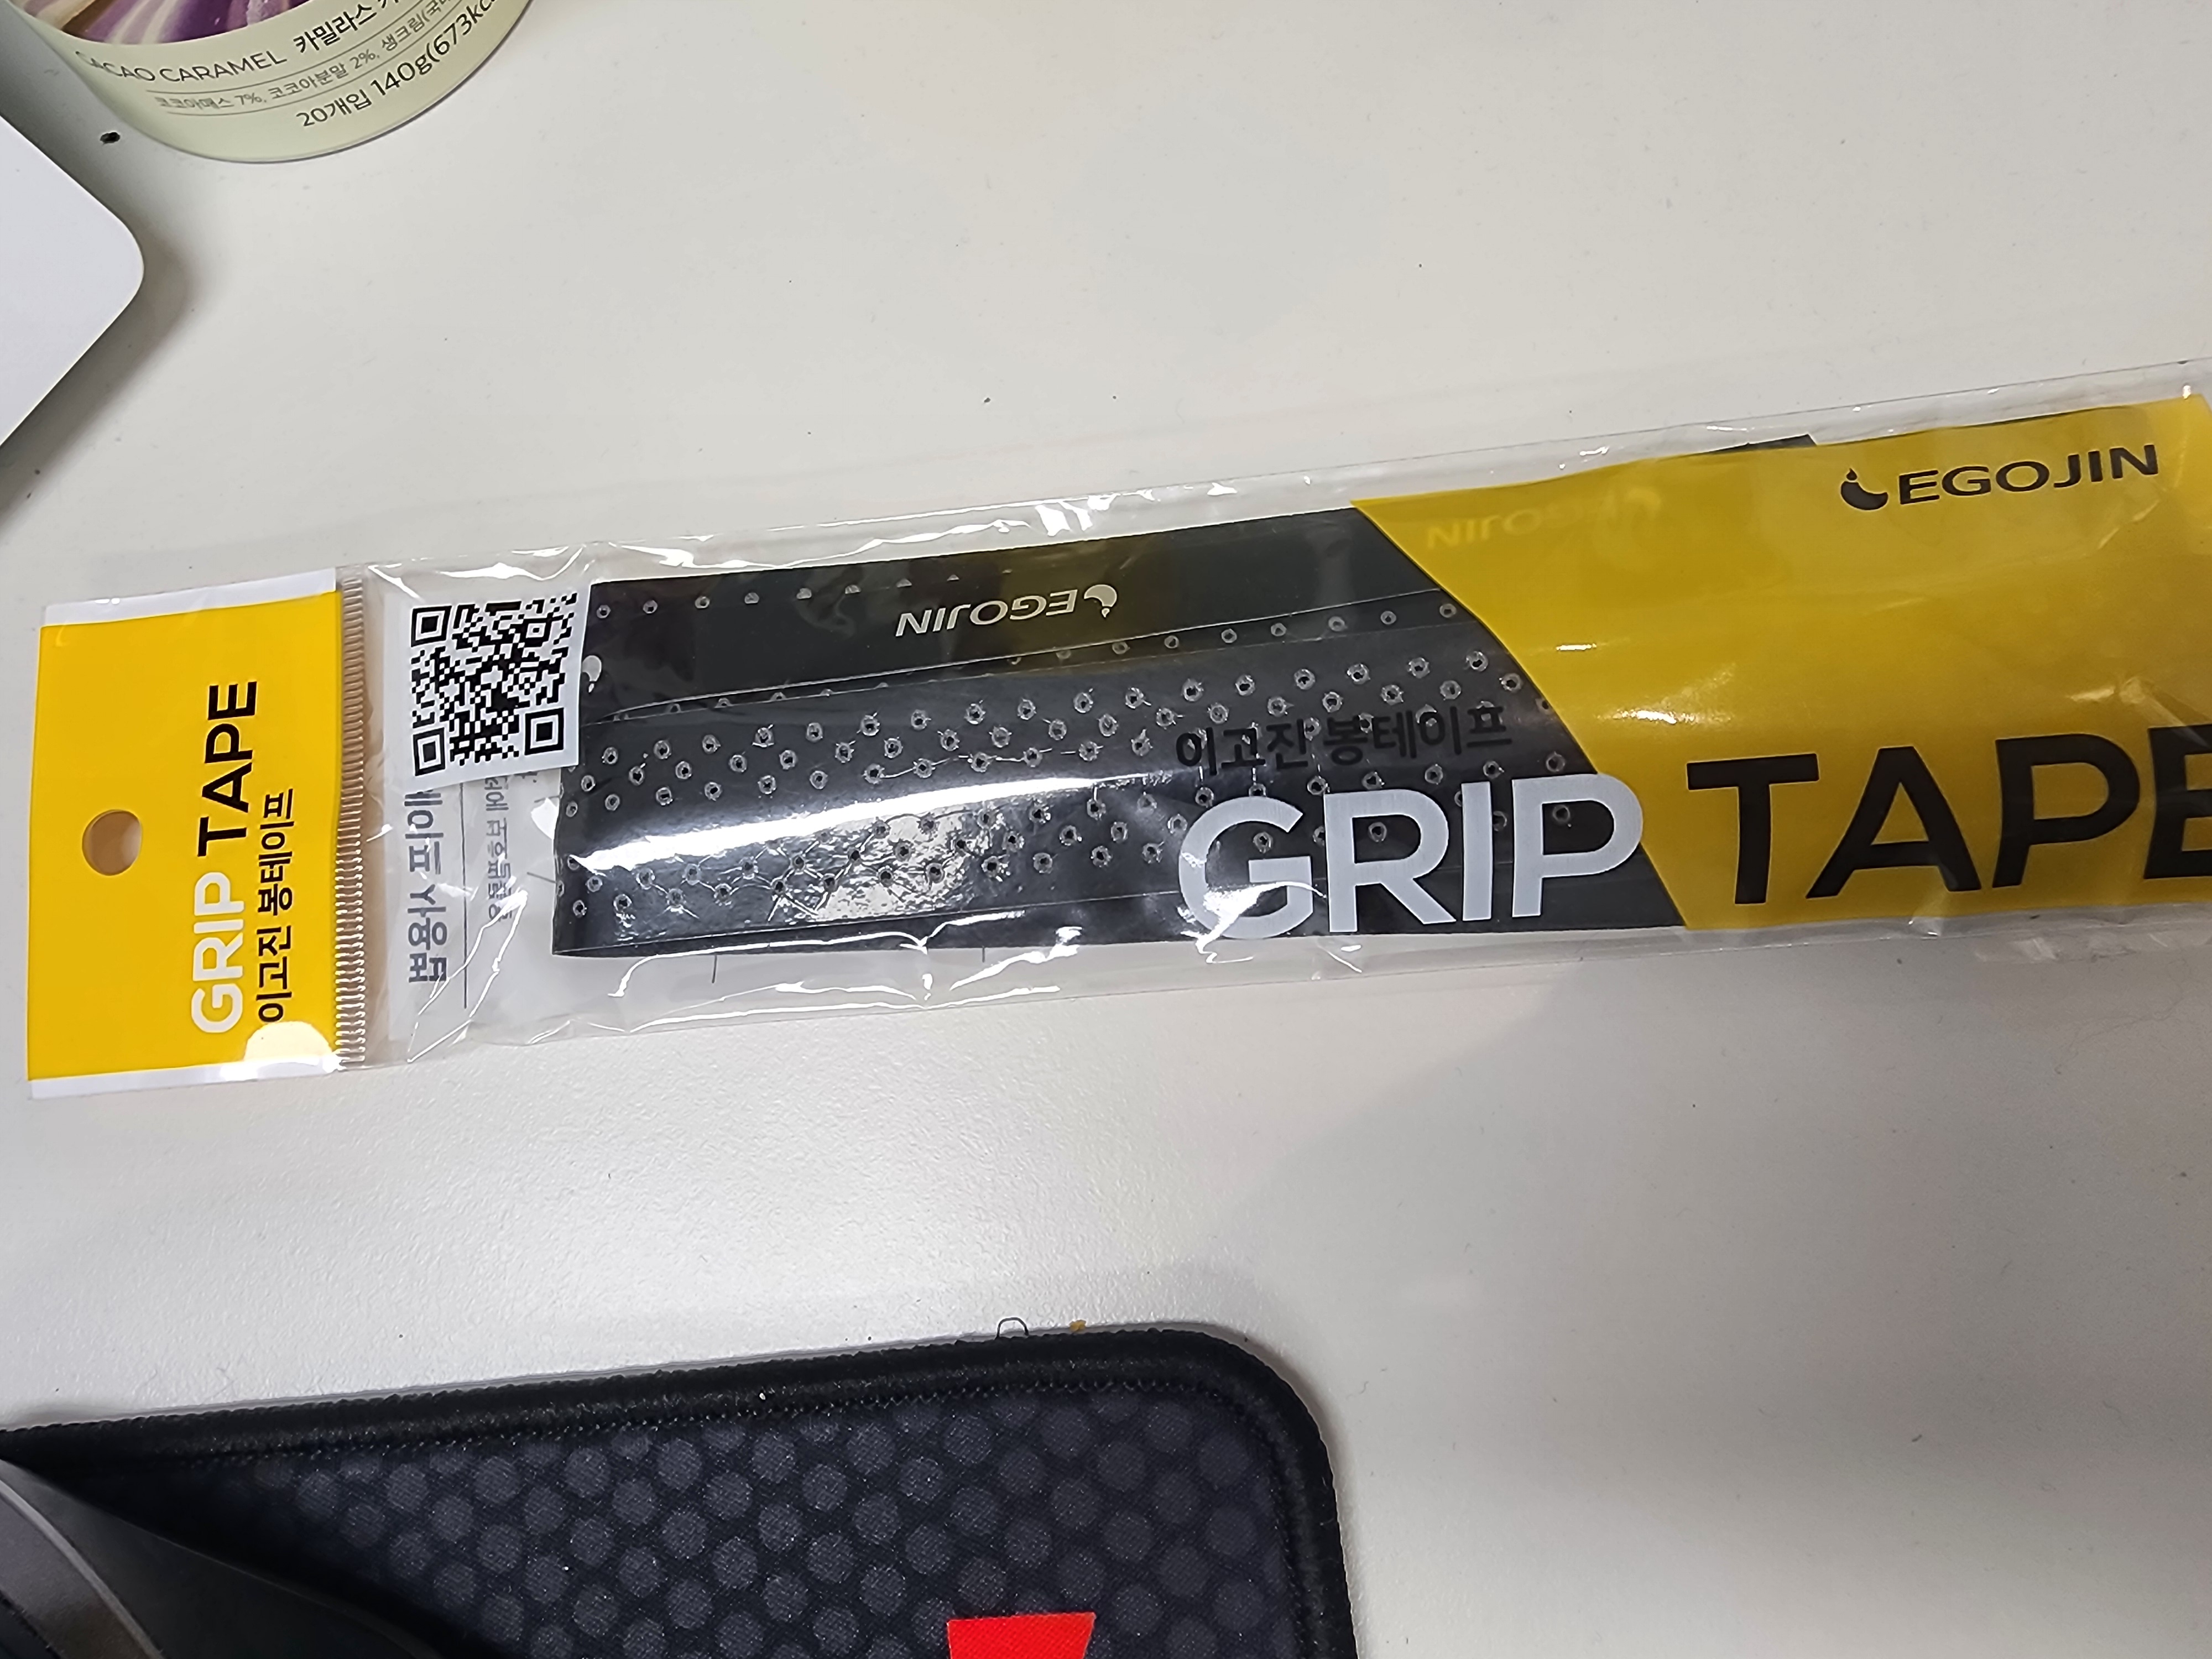 CACAO CARAMEL 카밀라스
코코아매스 7%, 코코아분말 2%, 생크림(국
20개입 140g(673kc
EGOJIN
EGOJIN
EGOJIN
이고진 봉테이프
GRIP TAPE
GRIP TAPE
이고진 봉테이프